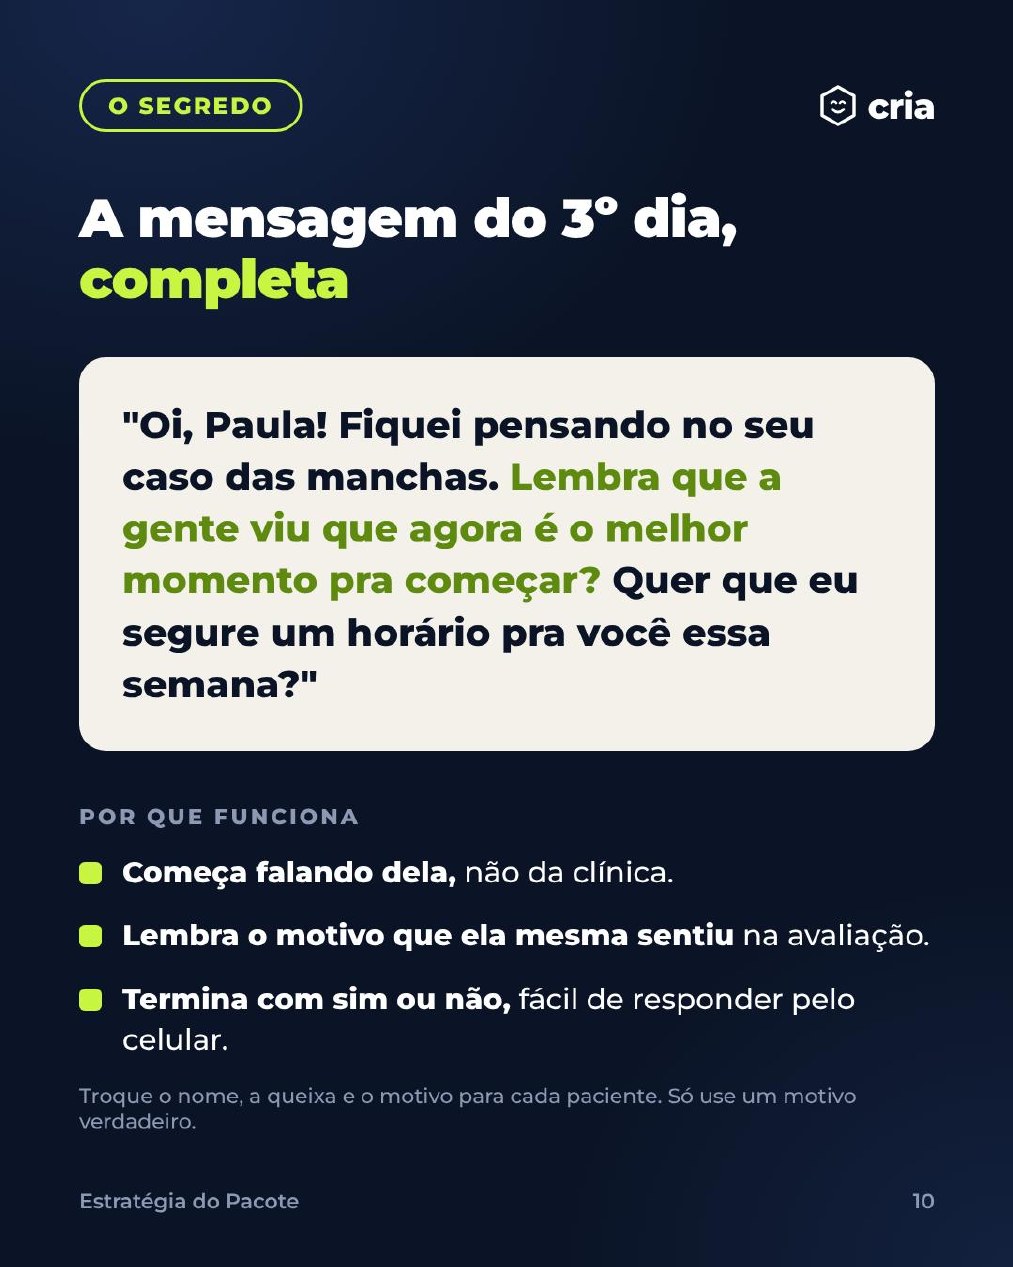 O SEGREDO
cria
A mensagem do 3º dia,
completa
"Oi, Paula! Fiquei pensando no seu
caso das manchas. Lembra que a
gente viu que agora é o melhor
momento pra começar? Quer que eu
segure um horário pra você essa
semana?"
POR QUE FUNCIONA
Começa falando dela, não da clínica.
Lembra o motivo que ela mesma sentiu na avaliação.
Termina com sim ou não, fácil de responder pelo
celular.
Troque o nome, a queixa e o motivo para cada paciente. Só use um motivo
verdadeiro.
Estratégia do Pacote
10